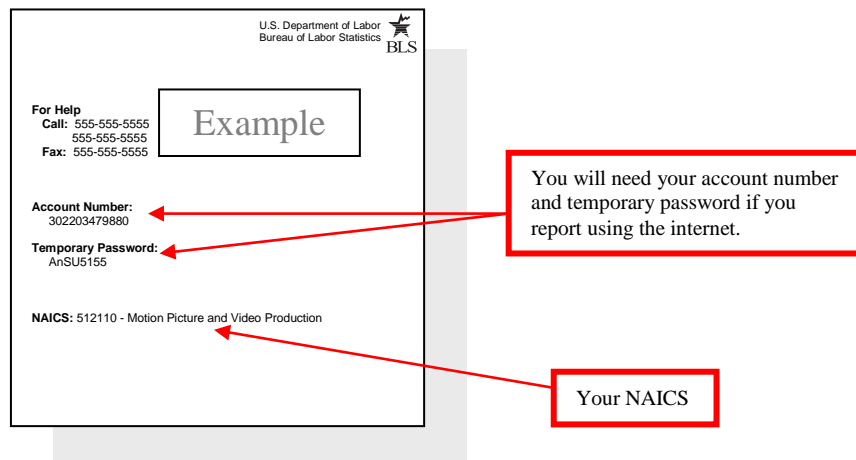 U.S. Department of Labor
Bureau of Labor Statistics
BLS
For Help
Call: 555-555-5555
555-555-5555
Fax: 555-555-5555
Example
Account Number:
302203479880
Temporary Password:
AnSU5155
NAICS: 512110 - Motion Picture and Video Production
You will need your account number
and temporary password if you
report using the internet.
Your NAICS